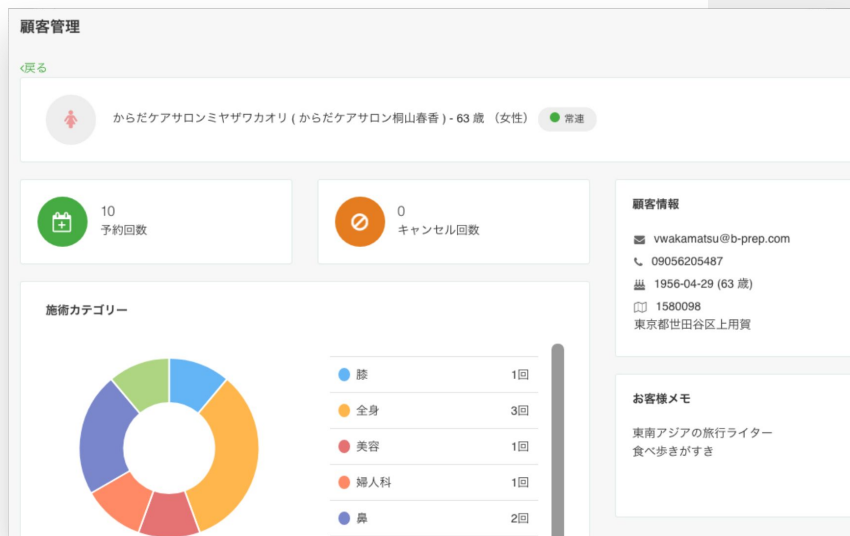 顧客管理
‹戻る
からだケアサロンミヤザワカオリ ( からだケアサロン桐山春香 ) - 63 歳 （女性） 常連
10
予約回数
0
キャンセル回数
施術カテゴリー
膝 1回
全身 3回
美容 1回
婦人科 1回
鼻 2回
顧客情報
vwakamatsu@b-prep.com
09056205487
1956-04-29 (63 歳)
1580098
東京都世田谷区上用賀
お客様メモ
東南アジアの旅行ライター
食べ歩きがすき